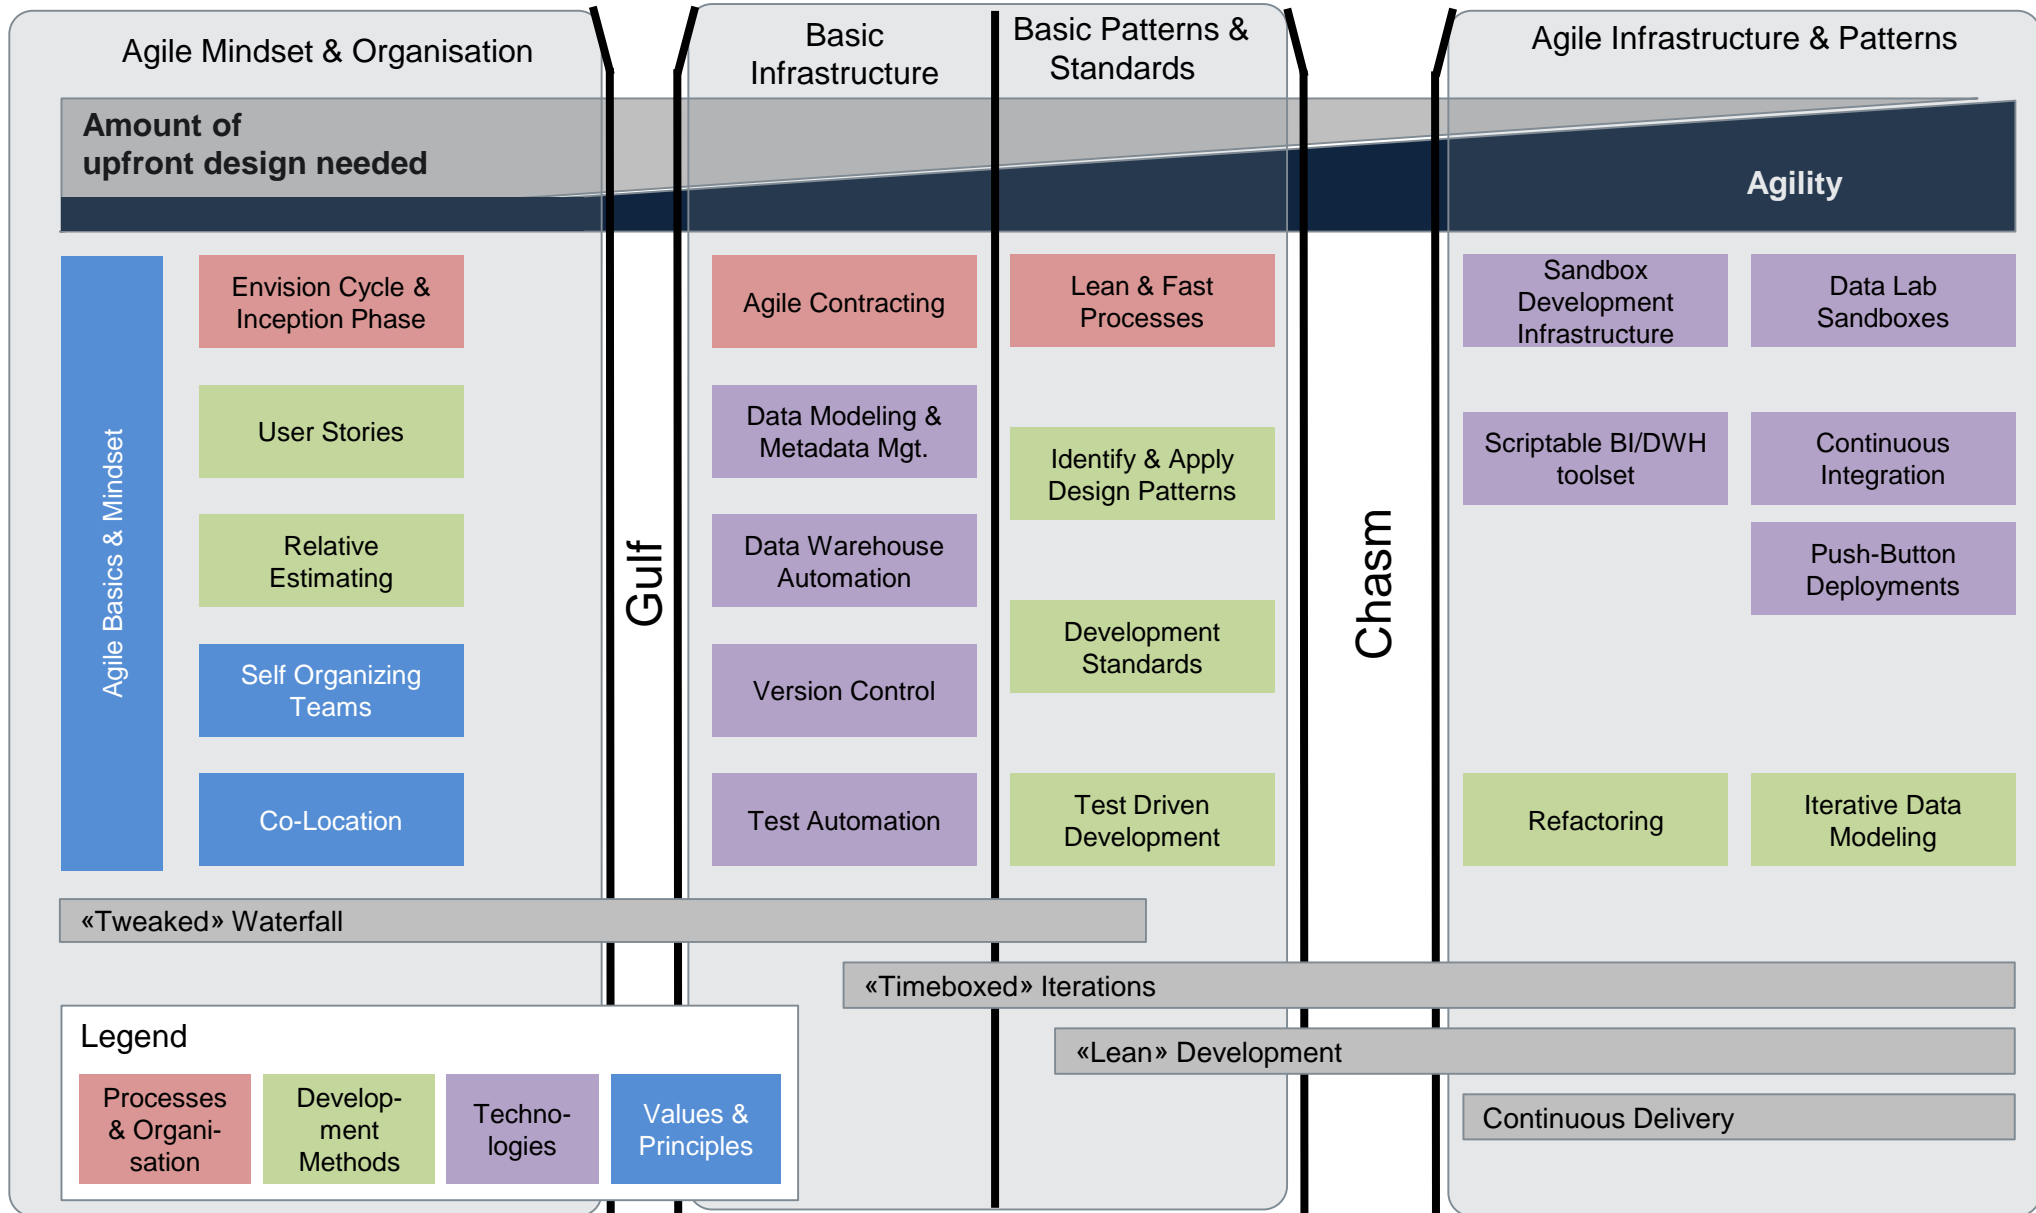 Agile Mindset & Organisation
Basic
Infrastructure
Basic Patterns &
Standards
Agile Infrastructure & Patterns
Amount of
upfront design needed
Agility
Agile Basics & Mindset
Envision Cycle &
Inception Phase
User Stories
Relative
Estimating
Self Organizing
Teams
Co-Location
Gulf
Agile Contracting
Data Modeling &
Metadata Mgt.
Data Warehouse
Automation
Version Control
Test Automation
Lean & Fast
Processes
Identify & Apply
Design Patterns
Development
Standards
Test Driven
Development
Chasm
Sandbox
Development
Infrastructure
Scriptable BI/DWH
toolset
Refactoring
Data Lab
Sandboxes
Continuous
Integration
Push-Button
Deployments
Iterative Data
Modeling
«Tweaked» Waterfall
«Timeboxed» Iterations
«Lean» Development
Continuous Delivery
Legend
Processes
& Organi-
sation
Develop-
ment
Methods
Techno-
logies
Values &
Principles